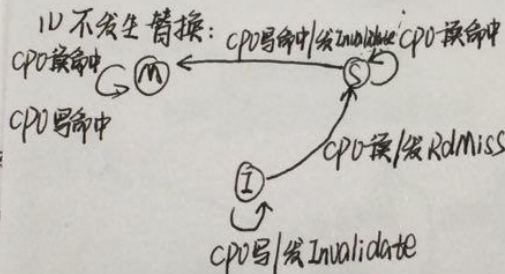 1) 不发生替换:
CPU写命中/发Invalidate
CPU换命中
CPU换命中
M
S
CPU写命中
CPU换/发RdMiss
I
CPU写/发Invalidate